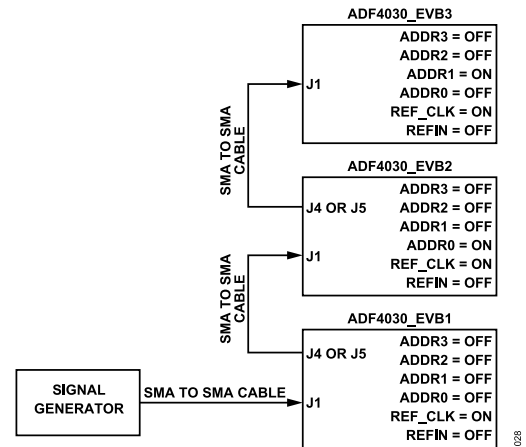 ADF4030_EVB3
ADDR3 = OFF
ADDR2 = OFF
ADDR1 = ON
ADDR0 = OFF
REF_CLK = ON
REFIN = OFF
J1
SMA TO SMA
CABLE
ADF4030_EVB2
ADDR3 = OFF
J4 OR J5 ADDR2 = OFF
ADDR1 = OFF
ADDR0 = ON
J1
REF_CLK = ON
REFIN = OFF
SMA TO SMA
CABLE
ADF4030_EVB1
ADDR3 = OFF
J4 OR J5 ADDR2 = OFF
ADDR1 = OFF
ADDR0 = OFF
J1
REF_CLK = ON
REFIN = OFF
SIGNAL
GENERATOR
SMA TO SMA CABLE
028